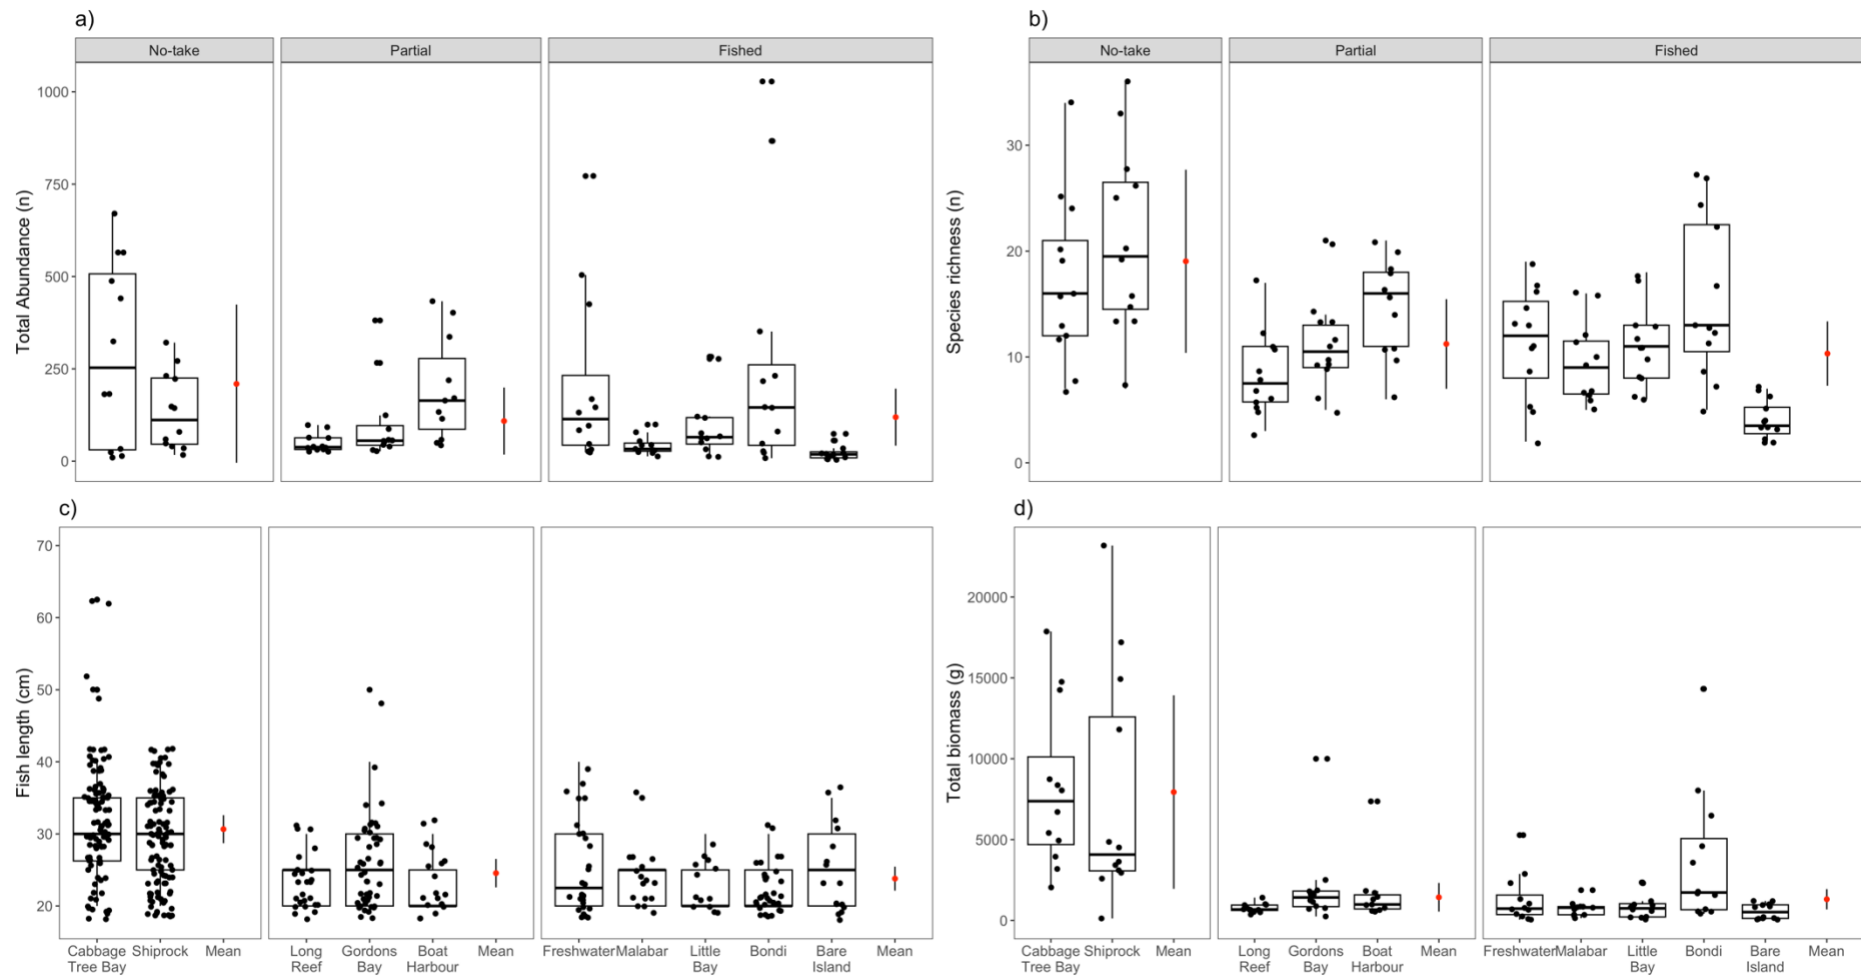 a)
No-take
Partial
Fished
Total Abundance (n)
1000
750
500
250
0
b)
No-take
Partial
Fished
Species richness (n)
30
20
10
0
c)
Fish length (cm)
70
60
50
40
30
20
Cabbage
Tree Bay
Shiprock
Mean
Long
Reef
Gordons
Bay
Boat
Harbour
Mean
Freshwater
Malabar
Little
Bay
Bondi
Bare
Island
Mean
d)
Total biomass (g)
20000
15000
10000
5000
0
Cabbage
Tree Bay
Shiprock
Mean
Long
Reef
Gordons
Bay
Boat
Harbour
Mean
Freshwater
Malabar
Little
Bay
Bondi
Bare
Island
Mean